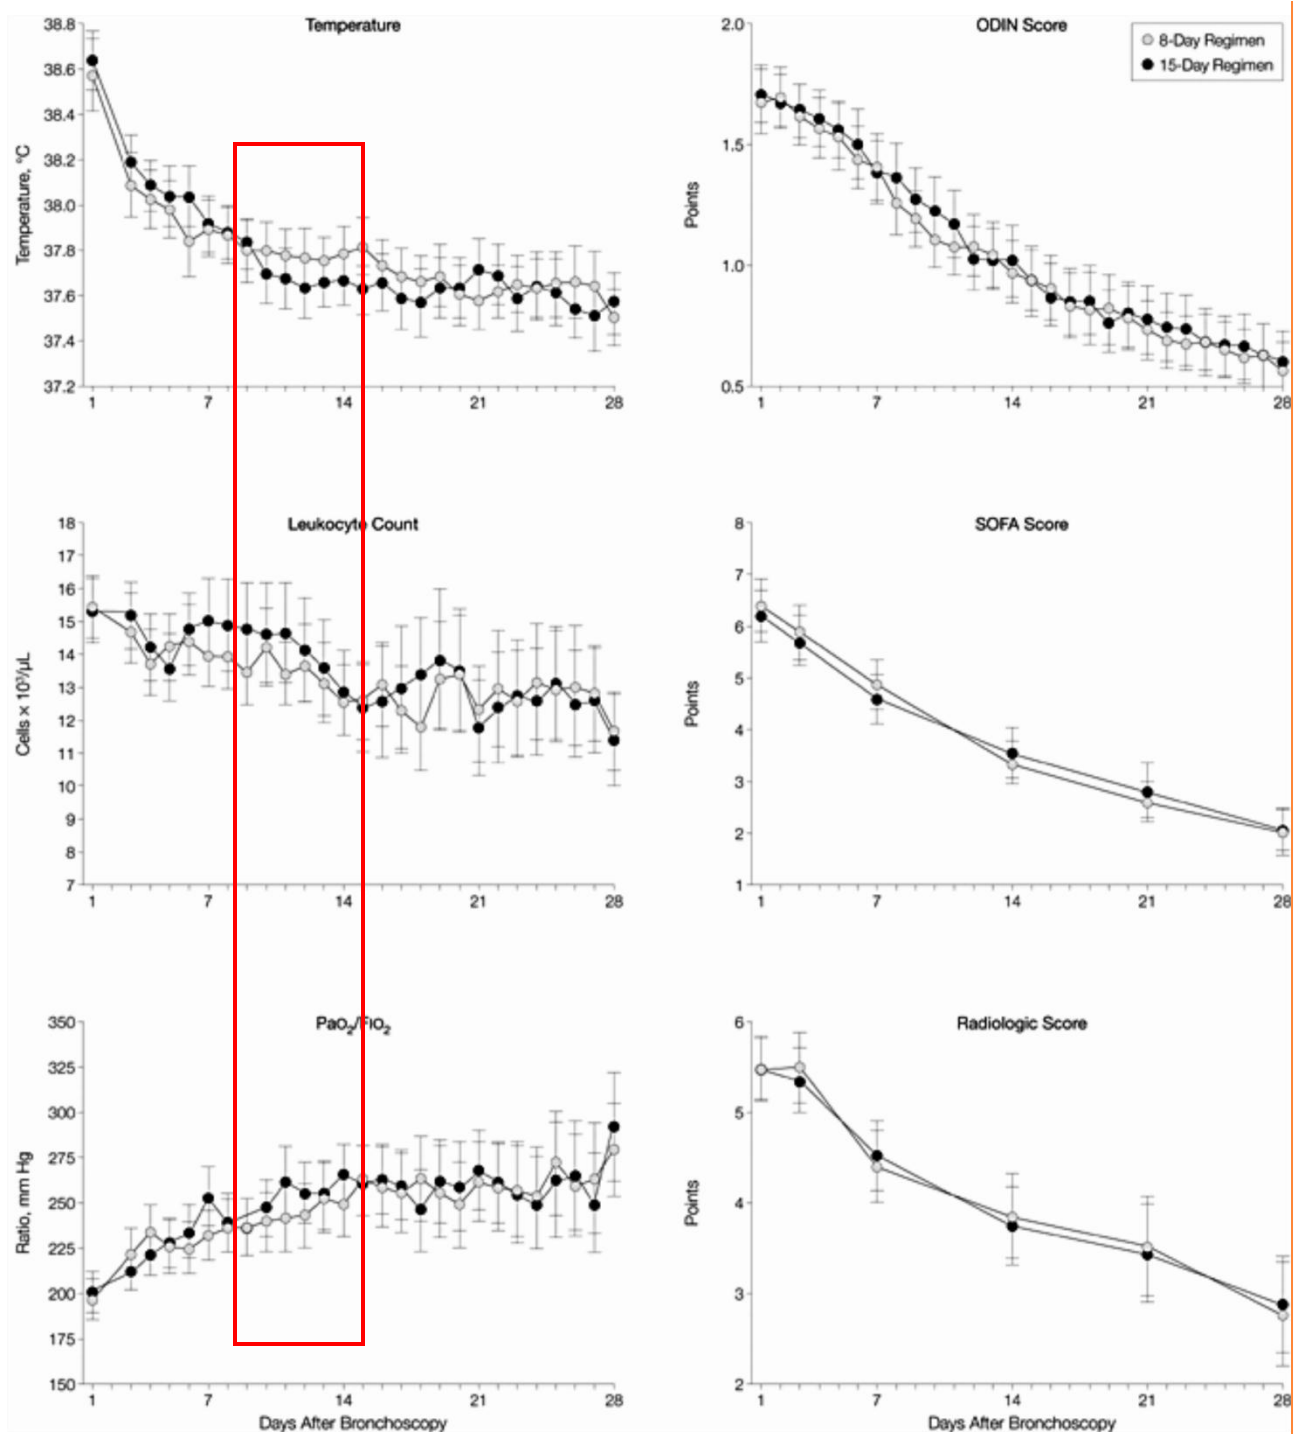 Temperature
38.8
38.6
38.4
38.2
38.0
37.8
37.6
37.4
37.2
Temperature, °C
1 7 14 21 28
ODIN Score
8-Day Regimen
15-Day Regimen
2.0
1.5
1.0
0.5
Points
1 7 14 21 28
Leukocyte Count
18
17
16
15
14
13
12
11
10
9
8
7
Cells × 10³/µL
1 7 14 21 28
SOFA Score
8
7
6
5
4
3
2
1
Points
1 7 14 21 28
PaO₂/FIO₂
350
325
300
275
250
225
200
175
150
Ratio, mm Hg
1 7 14 21 28
Days After Bronchoscopy
Radiologic Score
6
5
4
3
2
Points
1 7 14 21 28
Days After Bronchoscopy